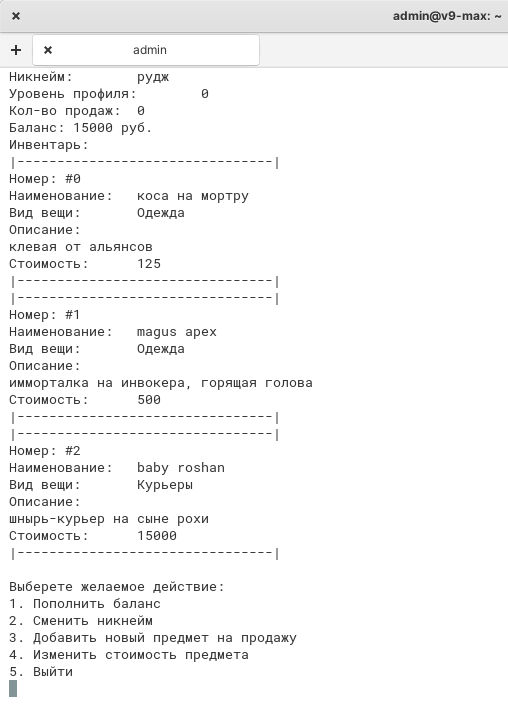 admin@v9-max: ~
admin
Никнейм: рудж
Уровень профиля: 0
Кол-во продаж: 0
Баланс: 15000 руб.
Инвентарь:
|--------------------------------|
Номер: #0
Наименование: коса на мортру
Вид вещи: Одежда
Описание:
клевая от альянсов
Стоимость: 125
|--------------------------------|
|--------------------------------|
Номер: #1
Наименование: magus apex
Вид вещи: Одежда
Описание:
имморталка на инвокера, горящая голова
Стоимость: 500
|--------------------------------|
|--------------------------------|
Номер: #2
Наименование: baby roshan
Вид вещи: Курьеры
Описание:
шнырь-курьер на сыне рохи
Стоимость: 15000
|--------------------------------|
Выберете желаемое действие:
1. Пополнить баланс
2. Сменить никнейм
3. Добавить новый предмет на продажу
4. Изменить стоимость предмета
5. Выйти